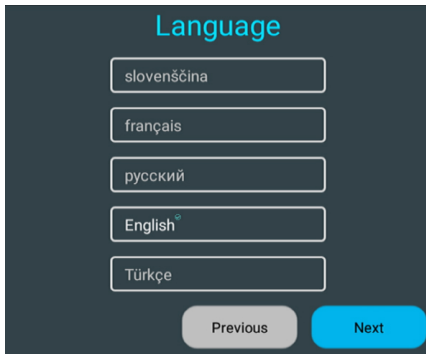 Language
slovenščina
français
русский
English
Türkçe
Previous
Next